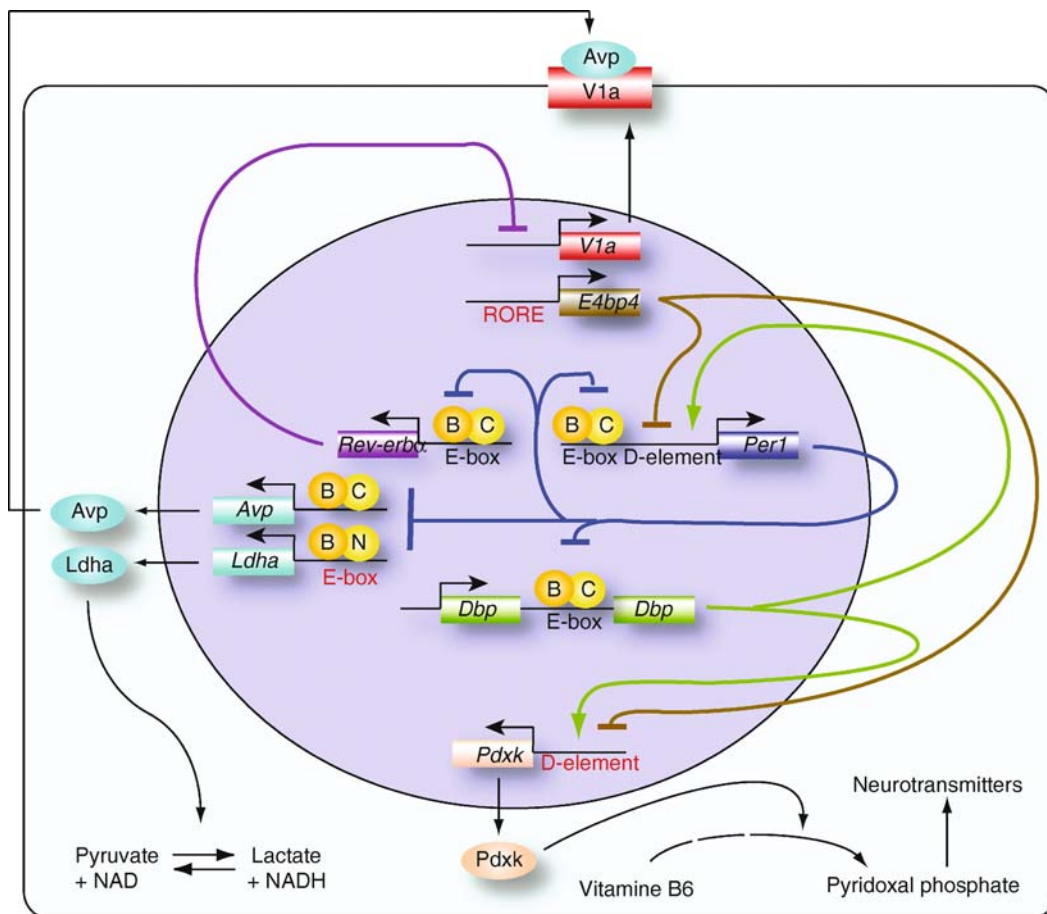 Avp
V1a
V1a
E4bp4
RORE
B C
B C
Rev-erbα
E-box
E-box D-element
Per1
Avp
Avp
B C
Ldha
Ldha
B N
E-box
Dbp
B C
Dbp
E-box
Pdxk
D-element
Neurotransmitters
Pyruvate
+ NAD
Lactate
+ NADH
Pdxk
Vitamine B6
Pyridoxal phosphate